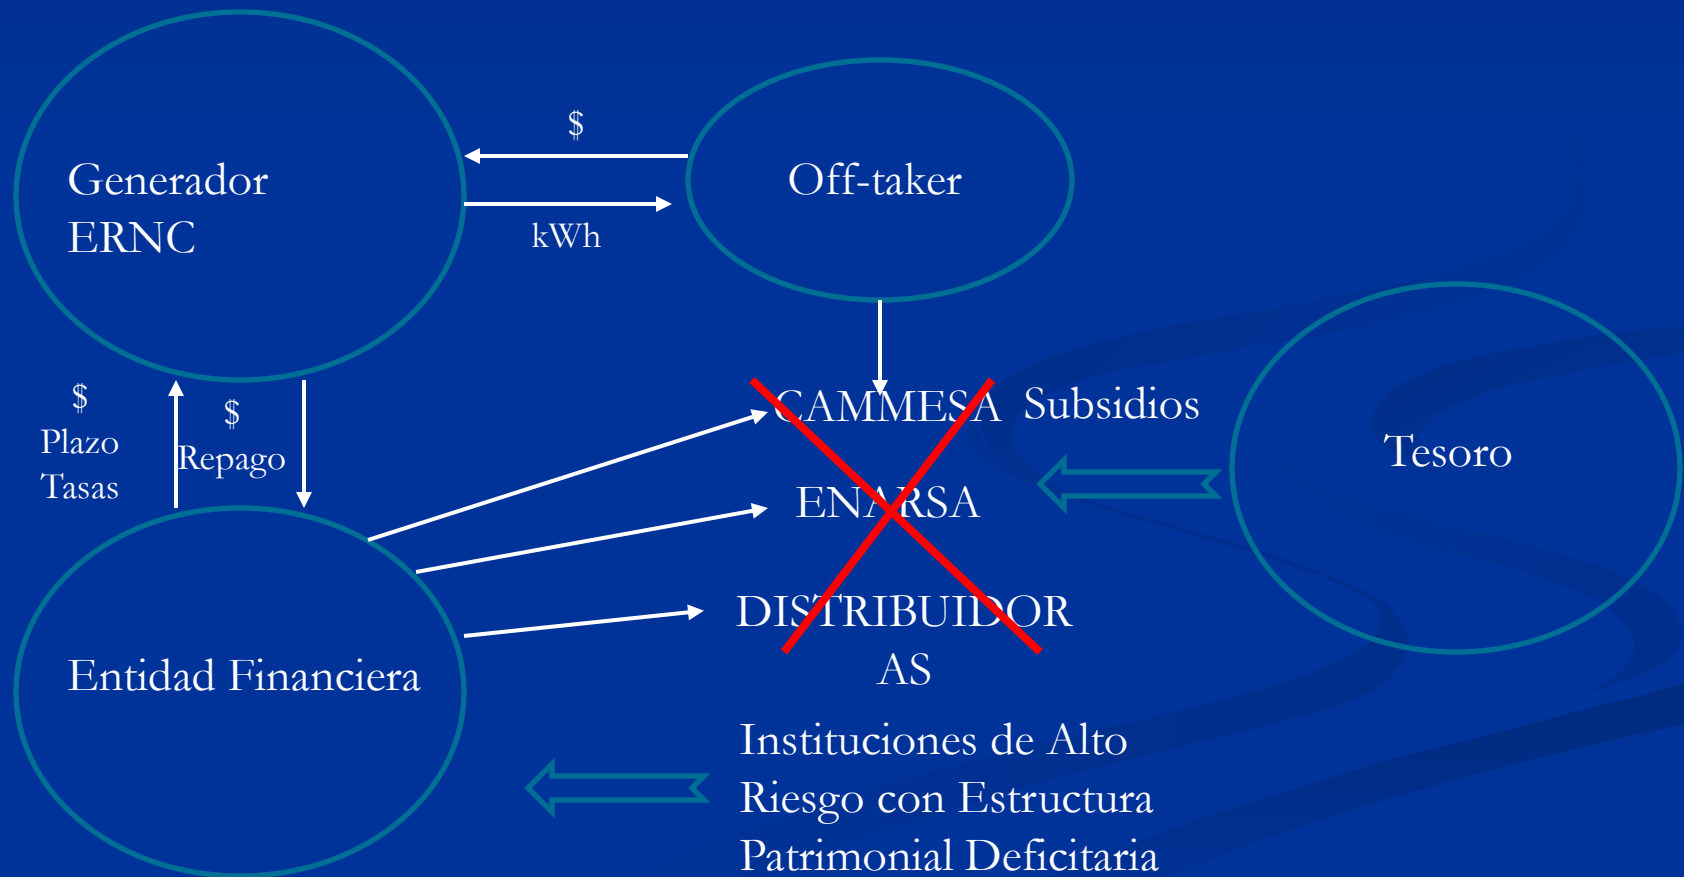 $
Generador
ERNC
Off-taker
kWh
$
Plazo
Tasas
$
Repago
CAMMESA
Subsidios
Tesoro
ENARSA
DISTRIBUIDOR
AS
Entidad Financiera
Instituciones de Alto
Riesgo con Estructura
Patrimonial Deficitaria